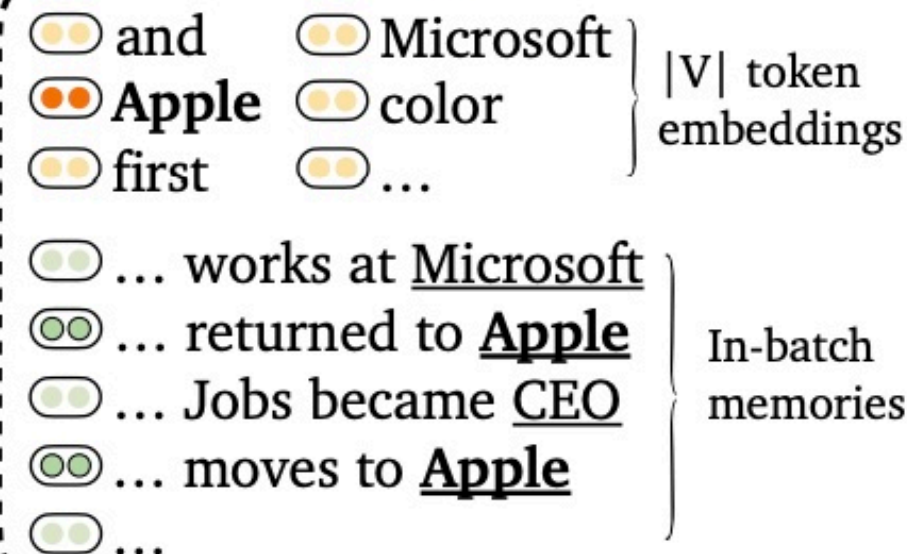 and Microsoft
Apple color
first ...
|V| token
embeddings
... works at Microsoft
... returned to Apple
... Jobs became CEO
... moves to Apple
...
In-batch
memories